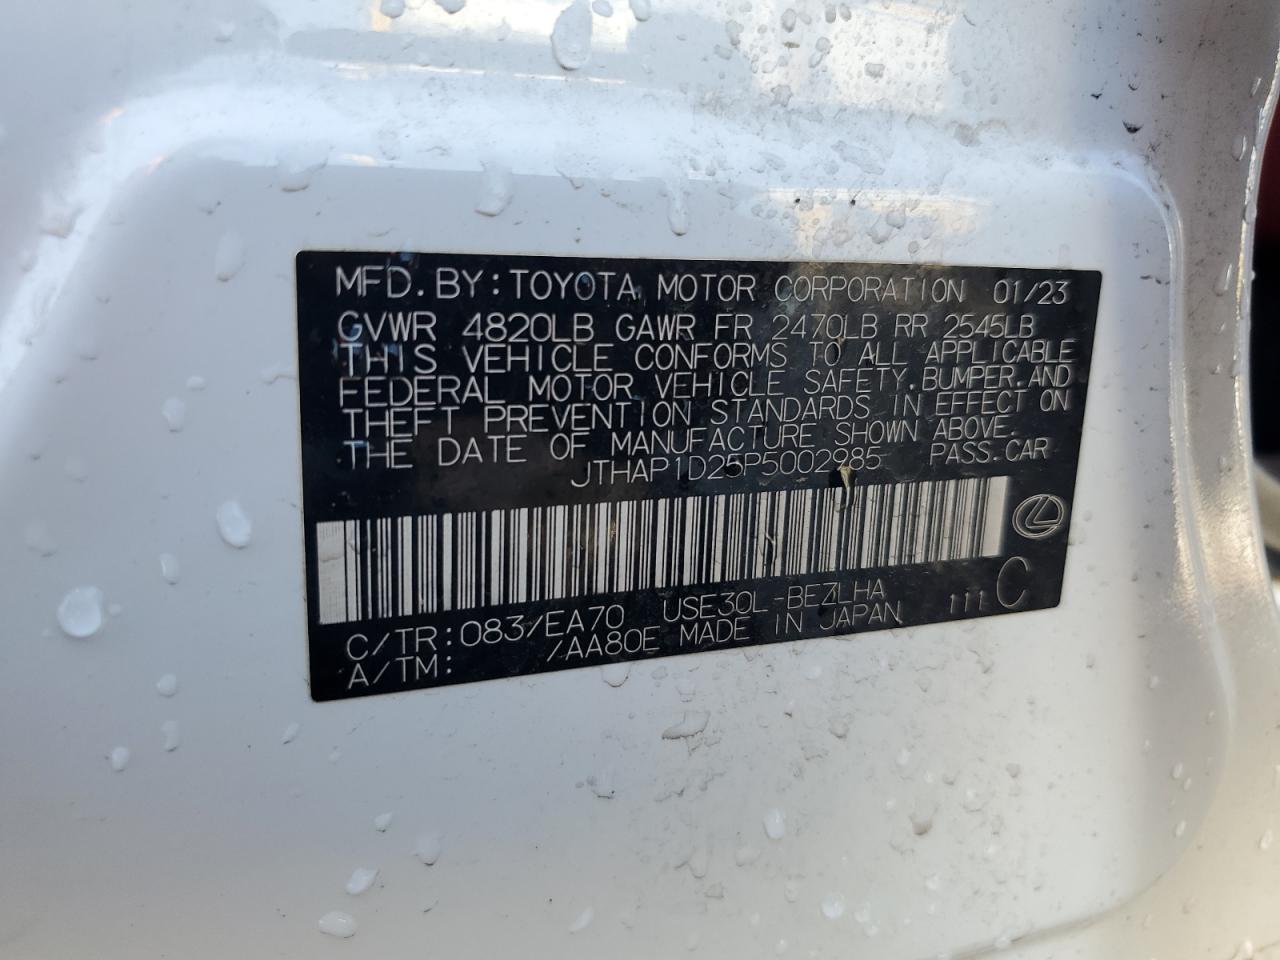 MFD. BY: TOYOTA MOTOR CORPORATION 01/23
GVWR 4820LB GAWR FR 2470LB RR 2545LB
THIS VEHICLE CONFORMS TO ALL APPLICABLE
FEDERAL MOTOR VEHICLE SAFETY, BUMPER, AND
THEFT PREVENTION STANDARDS IN EFFECT ON
THE DATE OF MANUFACTURE SHOWN ABOVE.
JTHAP1D25P5002985 PASS. CAR
C/TR: 083/EA70 USE30L-BEZLHA 111 C
A/TM: /AA80E MADE IN JAPAN